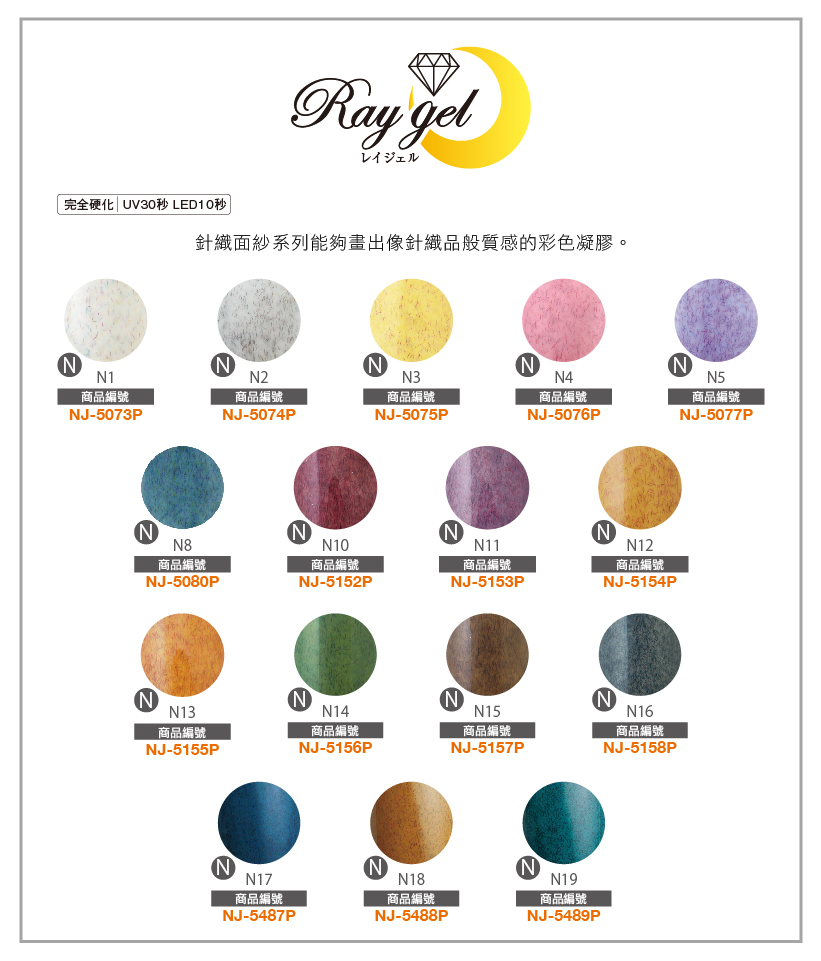 Ray'gel
レイジェル
完全硬化 UV30秒 LED10秒
針織面紗系列能夠畫出像針織品般質感的彩色凝膠。
N N N N N
N1 N2 N3 N4 N5
商品編號 商品編號 商品編號 商品編號 商品編號
NJ-5073P NJ-5074P NJ-5075P NJ-5076P NJ-5077P
N N N N
N8 N10 N11 N12
商品編號 商品編號 商品編號 商品編號
NJ-5080P NJ-5152P NJ-5153P NJ-5154P
N N N N
N13 N14 N15 N16
商品編號 商品編號 商品編號 商品編號
NJ-5155P NJ-5156P NJ-5157P NJ-5158P
N N N
N17 N18 N19
商品編號 商品編號 商品編號
NJ-5487P NJ-5488P NJ-5489P